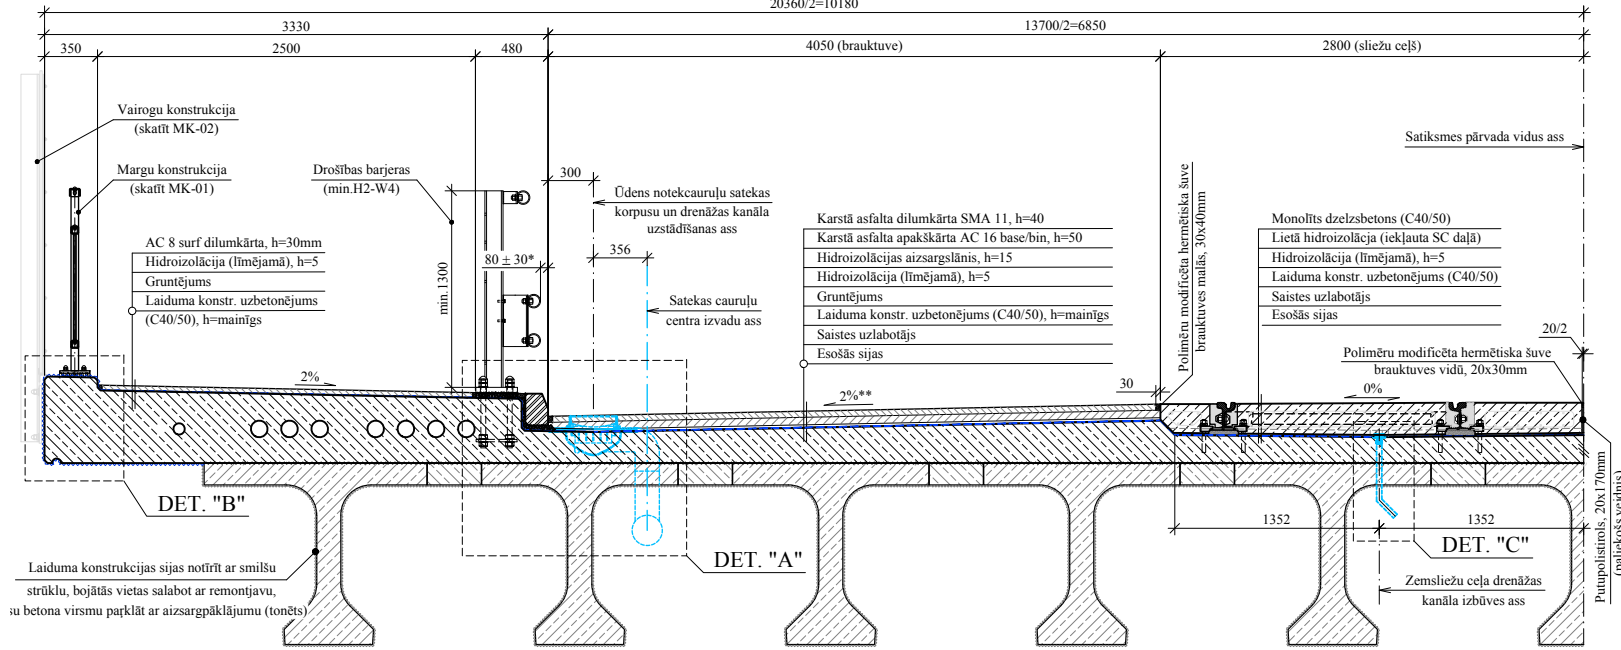 20360/2=10180
3330
13700/2=6850
350
2500
480
4050 (brauktuve)
2800 (sliežu ceļš)
Vairogu konstrukcija
(skatīt MK-02)
Margu konstrukcija
(skatīt MK-01)
Drošības barjeras
(min.H2-W4)
300
Ūdens notekcauruļu satekas
korpusu un drenāžas kanāla
uzstādīšanas ass
356
80 ± 30*
min.1300
Satekas cauruļu
centra izvadu ass
AC 8 surf dilumkārta, h=30mm
Hidroizolācija (līmējamā), h=5
Gruntējums
Laiduma konstr. uzbetonējums
(C40/50), h=mainīgs
Karstā asfalta dilumkārta SMA 11, h=40
Karstā asfalta apakškārta AC 16 base/bin, h=50
Hidroizolācijas aizsargslānis, h=15
Hidroizolācija (līmējamā), h=5
Gruntējums
Laiduma konstr. uzbetonējums (C40/50), h=mainīgs
Saistes uzlabotājs
Esošās sijas
Polimēru modificēta hermētiska šuve
brauktuves malās, 30x40mm
Satiksmes pārvada vidus ass
Monolīts dzelzsbetons (C40/50)
Lietā hidroizolācja (iekļauta SC daļā)
Hidroizolācija (līmējamā), h=5
Laiduma konstr. uzbetonējums (C40/50)
Saistes uzlabotājs
Esošās sijas
20/2
Polimēru modificēta hermētiska šuve
brauktuves vidū, 20x30mm
2%
2%**
30
0%
DET. "B"
DET. "A"
1352
1352
DET. "C"
Laiduma konstrukcijas sijas notīrīt ar smilšu
strūklu, bojātās vietas salabot ar remontjavu,
su betona virsmu pārklāt ar aizsargpāklājumu (tonēts)
Zemsliežu ceļa drenāžas
kanāla izbūves ass
Putupolistirols, 20x170mm
(paliekošs veidnis)